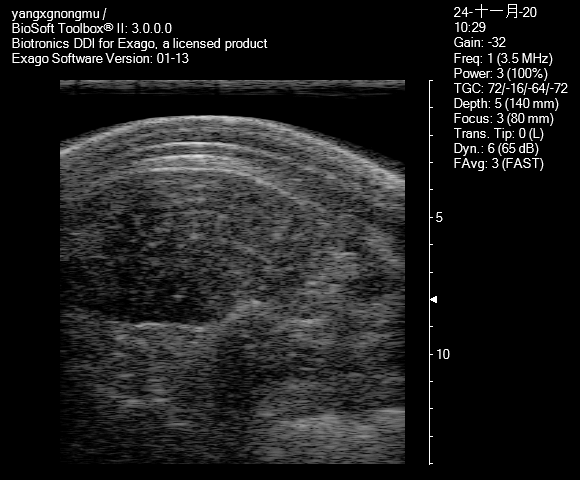 yangxgnongmu /
BioSoft Toolbox® II: 3.0.0.0
Biotronics DDI for Exago, a licensed product
Exago Software Version: 01-13
24-十一月-20
10:29
Gain: -32
Freq: 1 (3.5 MHz)
Power: 3 (100%)
TGC: 72/-16/-64/-72
Depth: 5 (140 mm)
Focus: 3 (80 mm)
Trans. Tip: 0 (L)
Dyn.: 6 (65 dB)
FAvg: 3 (FAST)
5
10